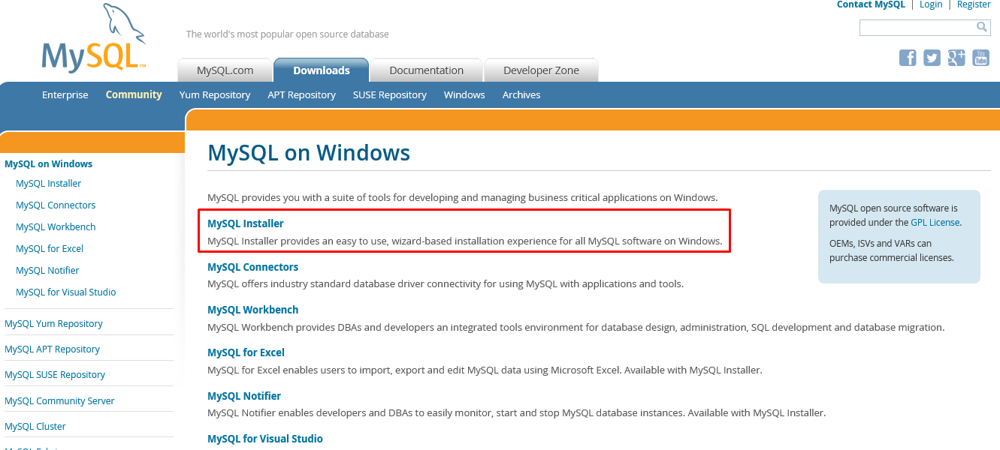 Contact MySQL | Login | Register
MySQL™
The world's most popular open source database
MySQL.com Downloads Documentation Developer Zone
Enterprise Community Yum Repository APT Repository SUSE Repository Windows Archives
MySQL on Windows
MySQL Installer
MySQL Connectors
MySQL Workbench
MySQL for Excel
MySQL Notifier
MySQL for Visual Studio
MySQL Yum Repository
MySQL APT Repository
MySQL SUSE Repository
MySQL Community Server
MySQL Cluster
MySQL on Windows
MySQL provides you with a suite of tools for developing and managing business critical applications on Windows.
MySQL Installer
MySQL Installer provides an easy to use, wizard-based installation experience for all MySQL software on Windows.
MySQL Connectors
MySQL offers industry standard database driver connectivity for using MySQL with applications and tools.
MySQL Workbench
MySQL Workbench provides DBAs and developers an integrated tools environment for database design, administration, SQL development and database migration.
MySQL for Excel
MySQL for Excel enables users to import, export and edit MySQL data using Microsoft Excel. Available with MySQL Installer.
MySQL Notifier
MySQL Notifier enables developers and DBAs to easily monitor, start and stop MySQL database instances. Available with MySQL Installer.
MySQL for Visual Studio
MySQL open source software is
provided under the GPL License.
OEMs, ISVs and VARs can
purchase commercial licenses.